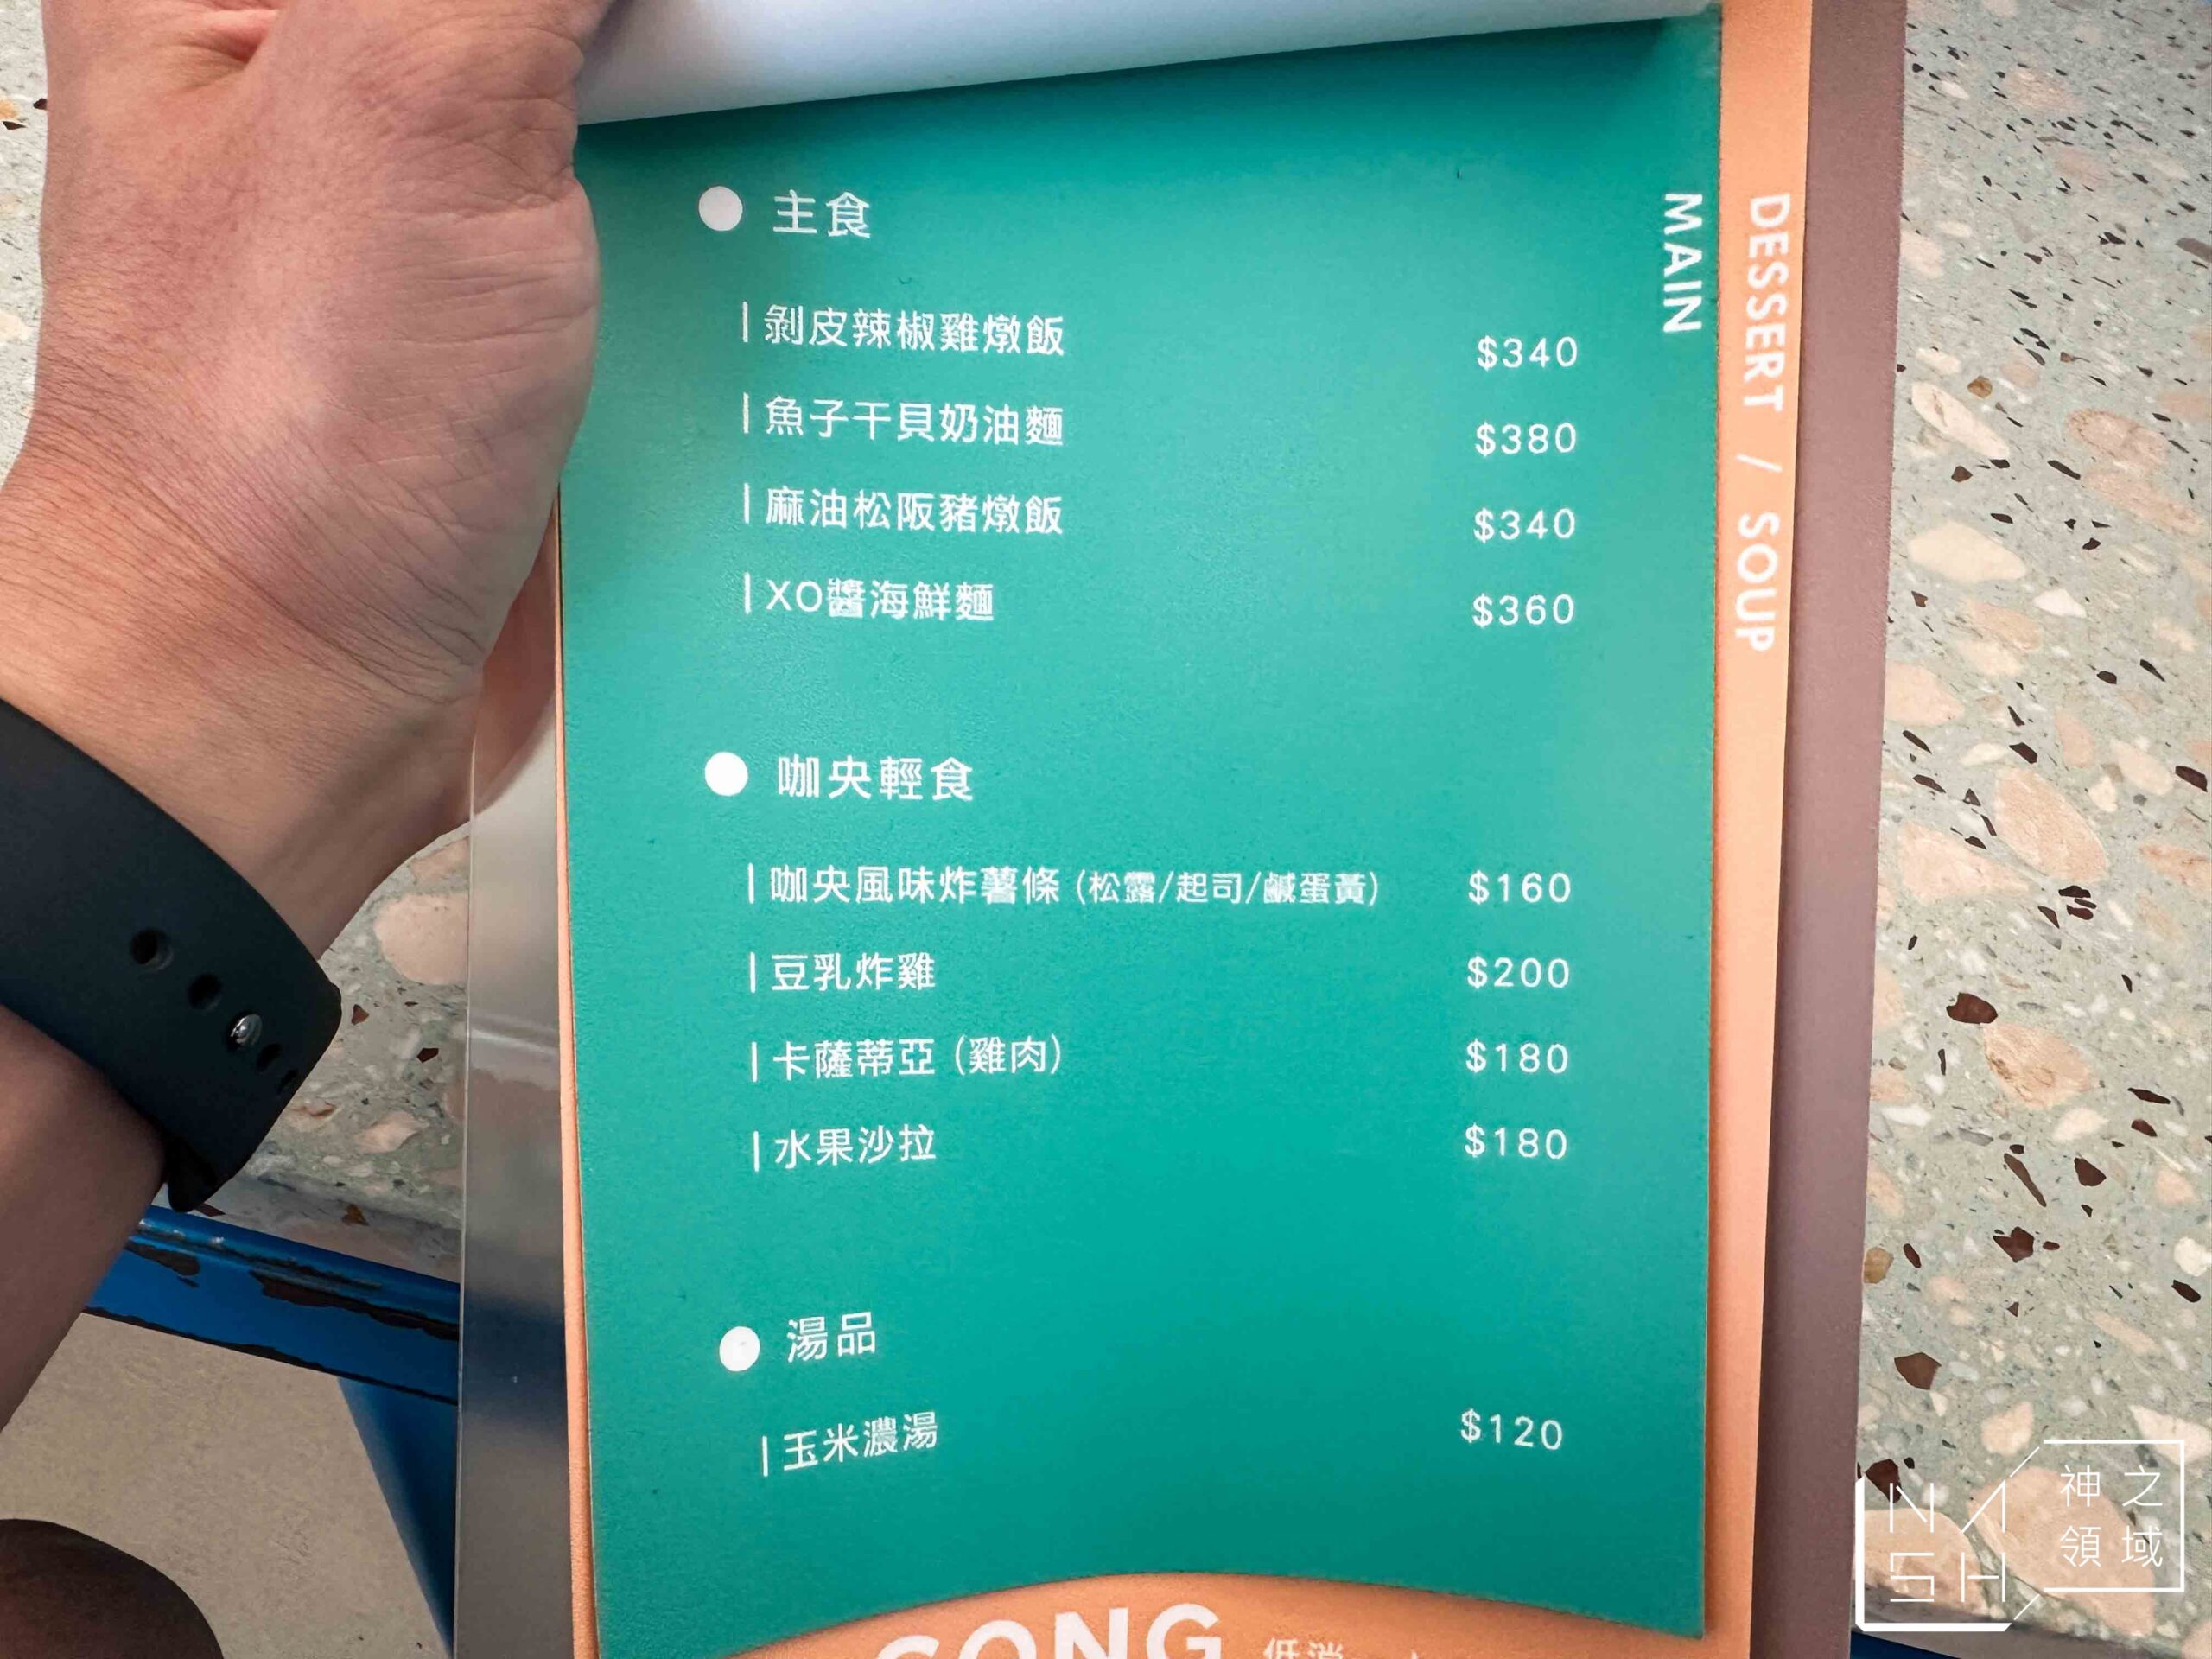 主食
剝皮辣椒雞燉飯 $340
魚子干貝奶油麵 $380
麻油松阪豬燉飯 $340
XO醬海鮮麵 $360
咖央輕食
咖央風味炸薯條 (松露/起司/鹹蛋黃) $160
豆乳炸雞 $200
卡薩蒂亞 (雞肉) $180
水果沙拉 $180
湯品
玉米濃湯 $120
MAIN
DESSERT / SOUP
SONG 低消
NASH 神之領域